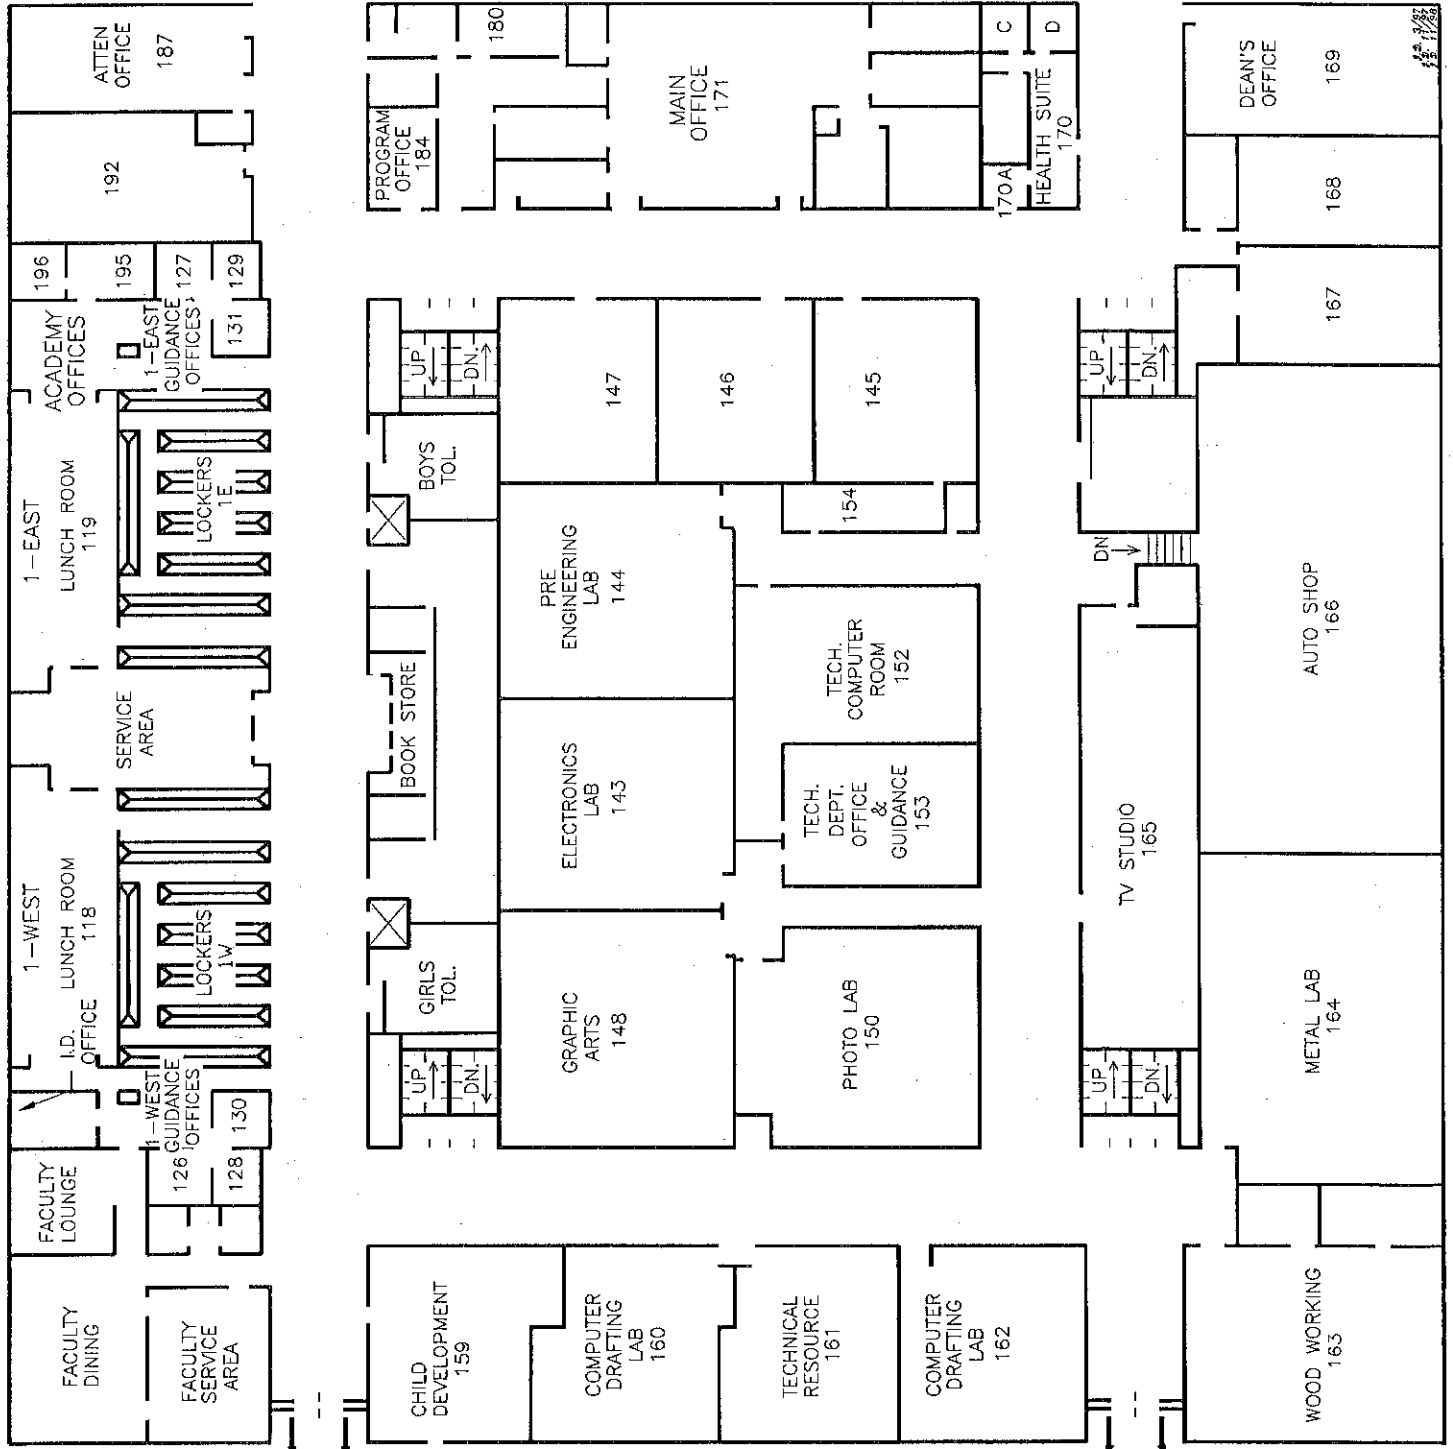 ATTEN
OFFICE
187
192
196
195
127
129
131
ACADEMY
OFFICES
1-EAST
GUIDANCE
OFFICES
1-EAST
LUNCH ROOM
119
LOCKERS
1E
SERVICE
AREA
1-WEST
LUNCH ROOM
118
LOCKERS
1W
I.D.
OFFICE
1-WEST
GUIDANCE
OFFICES
130
126
128
FACULTY
LOUNGE
FACULTY
DINING
FACULTY
SERVICE
AREA
180
PROGRAM
OFFICE
184
MAIN
OFFICE
171
C
D
HEALTH SUITE
170
170A
UP
DN.
BOYS
TOL.
BOOK STORE
GIRLS
TOL.
UP
DN.
147
146
145
154
PRE
ENGINEERING
LAB
144
ELECTRONICS
LAB
143
TECH.
COMPUTER
ROOM
152
TECH.
DEPT.
OFFICE
&
GUIDANCE
153
GRAPHIC
ARTS
148
PHOTO LAB
150
CHILD
DEVELOPMENT
159
COMPUTER
DRAFTING
LAB
160
TECHNICAL
RESOURCE
161
COMPUTER
DRAFTING
LAB
162
DEAN'S
OFFICE
169
168
167
UP
DN.
DN
AUTO SHOP
166
TV STUDIO
165
UP
DN.
METAL LAB
164
WOOD WORKING
163